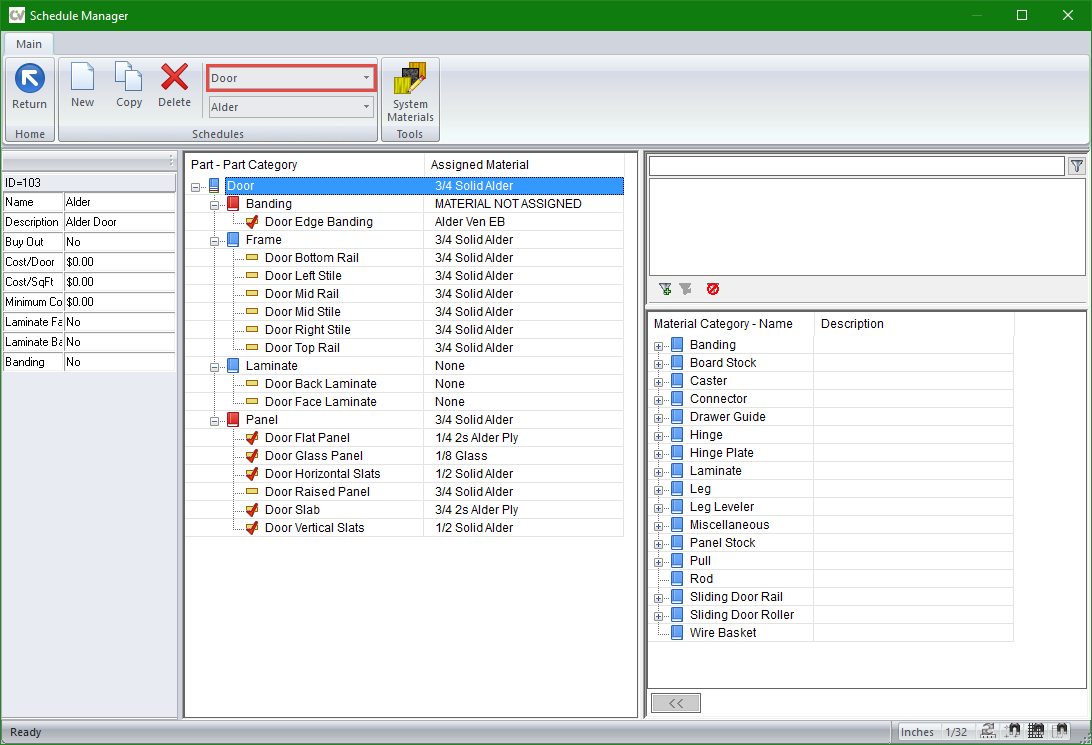 CV Schedule Manager
Main
Return
Home
New
Copy
Delete
Door
Alder
Schedules
System
Materials
Tools
ID=103
Name Alder
Description Alder Door
Buy Out No
Cost/Door $0.00
Cost/SqFt $0.00
Minimum Co $0.00
Laminate Fa No
Laminate Ba No
Banding No
Part - Part Category Assigned Material
Door 3/4 Solid Alder
Banding MATERIAL NOT ASSIGNED
Door Edge Banding Alder Ven EB
Frame 3/4 Solid Alder
Door Bottom Rail 3/4 Solid Alder
Door Left Stile 3/4 Solid Alder
Door Mid Rail 3/4 Solid Alder
Door Mid Stile 3/4 Solid Alder
Door Right Stile 3/4 Solid Alder
Door Top Rail 3/4 Solid Alder
Laminate None
Door Back Laminate None
Door Face Laminate None
Panel 3/4 Solid Alder
Door Flat Panel 1/4 2s Alder Ply
Door Glass Panel 1/8 Glass
Door Horizontal Slats 1/2 Solid Alder
Door Raised Panel 3/4 Solid Alder
Door Slab 3/4 2s Alder Ply
Door Vertical Slats 1/2 Solid Alder
Material Category - Name Description
Banding
Board Stock
Caster
Connector
Drawer Guide
Hinge
Hinge Plate
Laminate
Leg
Leg Leveler
Miscellaneous
Panel Stock
Pull
Rod
Sliding Door Rail
Sliding Door Roller
Wire Basket
<<
Ready
Inches 1/32